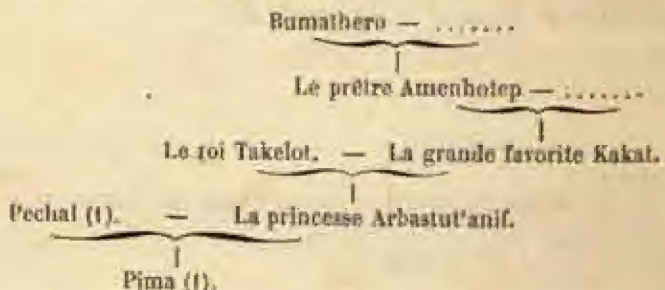 Bumathero — .......
Le prêtre Amenhotep — .......
Le roi Takelot. — La grande favorite Kakat.
Pechal (1). — La princesse Arbastut'anif.
Pima (1).